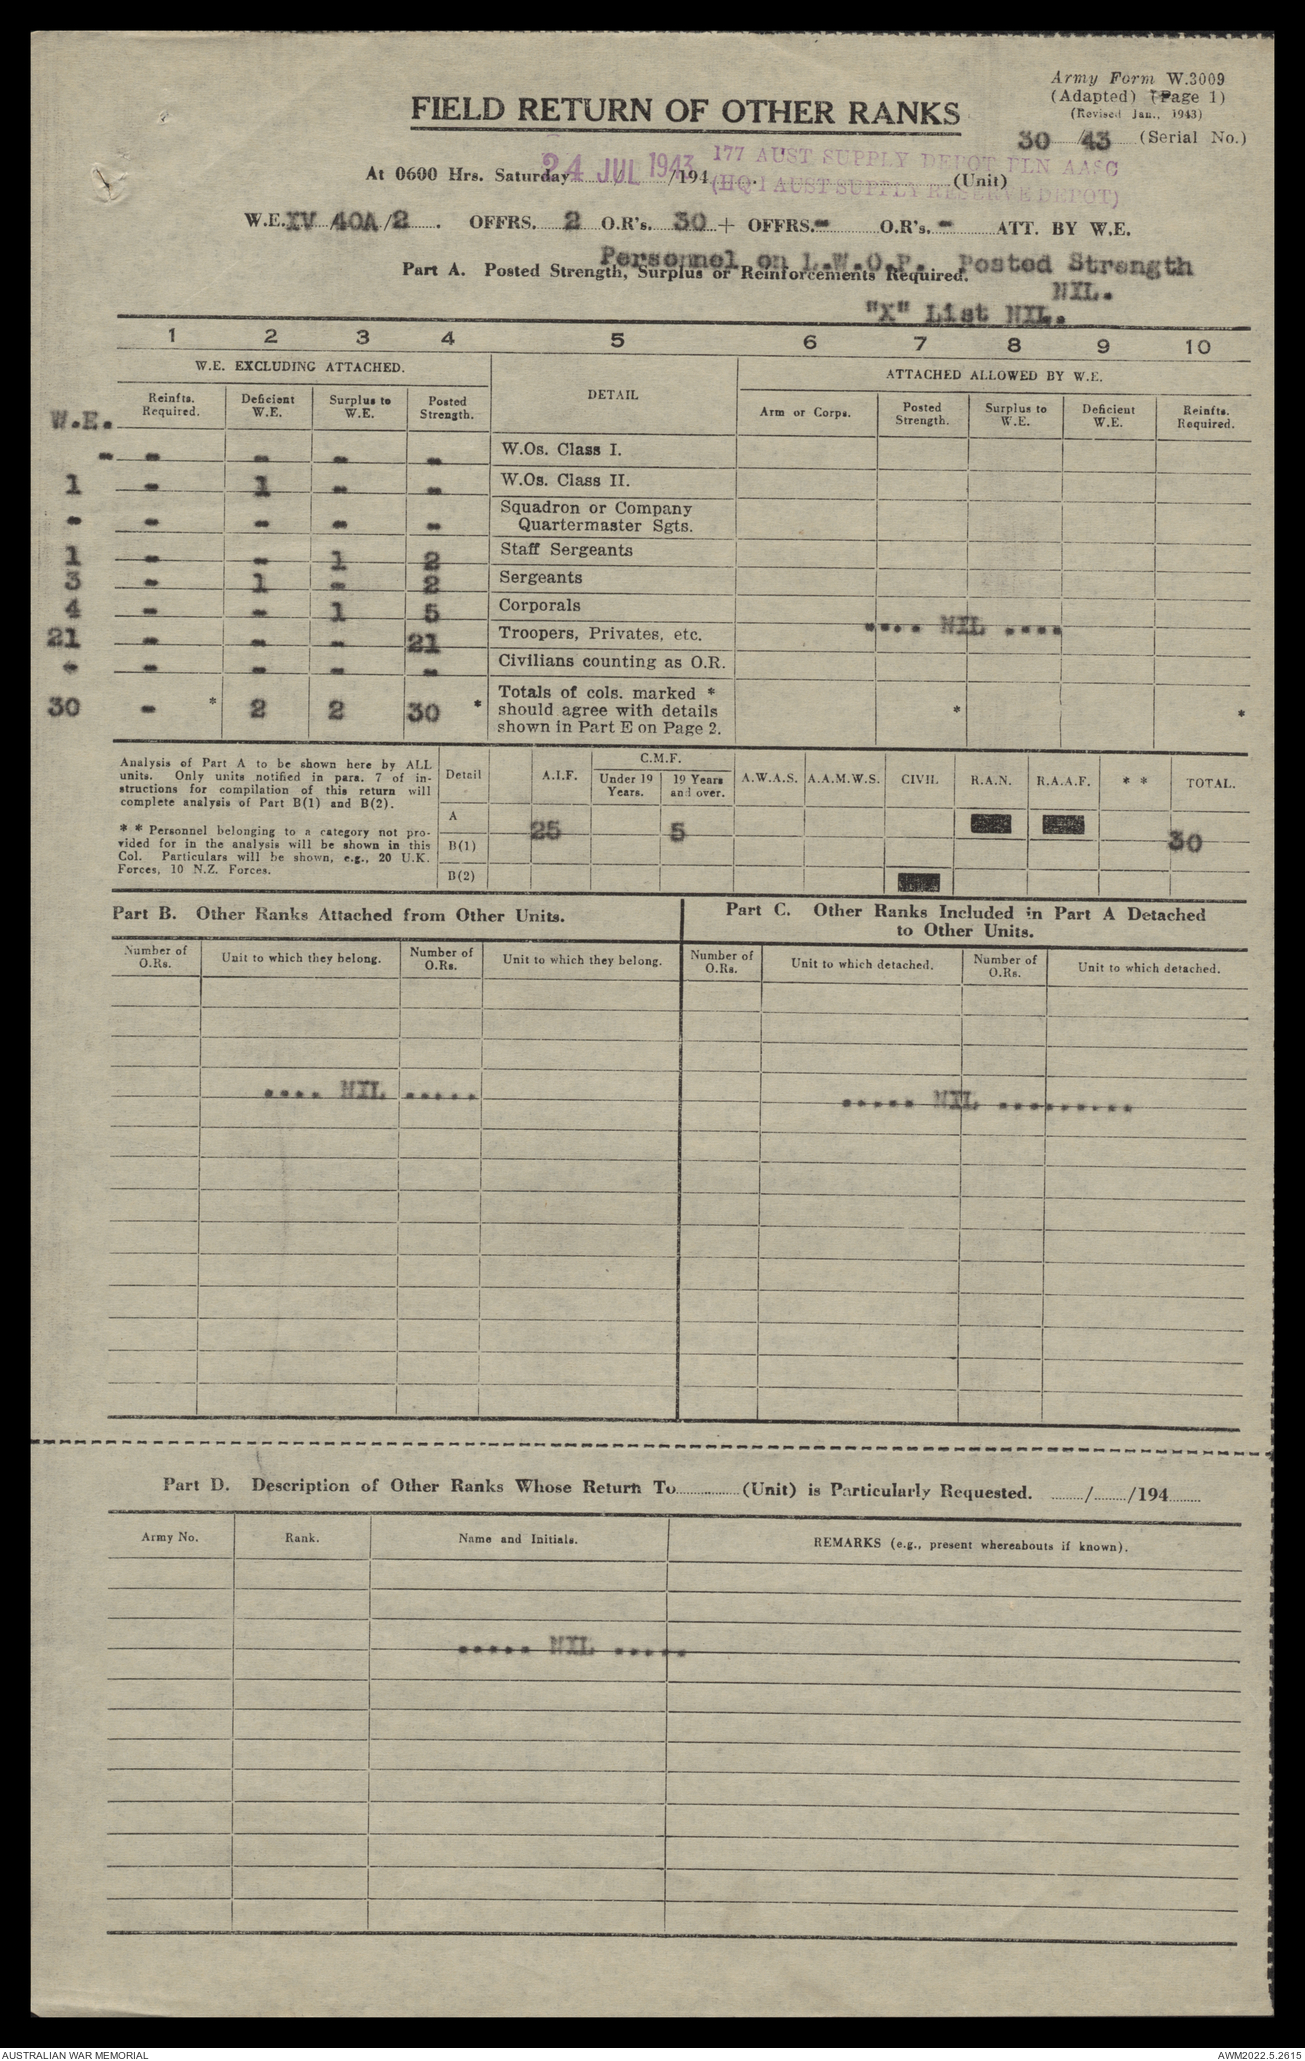 Army Form W.3009
(Adapted) (Page 1)
(Revised Jan., 1943)
FIELD RETURN OF OTHER RANKS
30 / 43 (Serial No.)
At 0600 Hrs. Saturday 24 JUL 1943 /194 177 AUST SUPPLY DEPOT PLN AASC (Unit)
(HQ 1 AUST SUPPLY RESERVE DEPOT)
W.E. XV 40A/2 . OFFRS. 2 O.R's. 30 + OFFRS. - O.R's. - ATT. BY W.E.
Personnel on L.W.O.P. Posted Strength
Part A. Posted Strength, Surplus or Reinforcements Required.
NIL.
"X" List NIL.
1 2 3 4 5 6 7 8 9 10
W.E. EXCLUDING ATTACHED. DETAIL ATTACHED ALLOWED BY W.E.
W.E. Reinfts. Required. Deficient W.E. Surplus to W.E. Posted Strength. Arm or Corps. Posted Strength. Surplus to W.E. Deficient W.E. Reinfts. Required.
- - - - - W.Os. Class I.
1 - 1 - - W.Os. Class II.
- - - - - Squadron or Company Quartermaster Sgts.
1 - - 1 2 Staff Sergeants
3 - 1 - 2 Sergeants
4 - - 1 5 Corporals
21 - - - 21 Troopers, Privates, etc. .... NIL ....
- - - - - Civilians counting as O.R.
30 - * 2 2 30 * Totals of cols. marked * should agree with details shown in Part E on Page 2. * *
Analysis of Part A to be shown here by ALL
units. Only units notified in para. 7 of in-
structions for compilation of this return will
complete analysis of Part B(1) and B(2).
* * Personnel belonging to a category not pro-
vided for in the analysis will be shown in this
Col. Particulars will be shown, e.g., 20 U.K.
Forces, 10 N.Z. Forces.
Detail A.I.F. C.M.F. Under 19 Years. 19 Years and over. A.W.A.S. A.A.M.W.S. CIVIL R.A.N. R.A.A.F. * * TOTAL.
A 25 5 30
B(1)
B(2)
Part B. Other Ranks Attached from Other Units.
Number of O.Rs. Unit to which they belong. Number of O.Rs. Unit to which they belong.
.... NIL .....
Part C. Other Ranks Included in Part A Detached
to Other Units.
Number of O.Rs. Unit to which detached. Number of O.Rs. Unit to which detached.
..... NIL .........
Part D. Description of Other Ranks Whose Return To............(Unit) is Particularly Requested. ......../......../194........
Army No. Rank. Name and Initials. REMARKS (e.g., present whereabouts if known).
..... NIL .....
AUSTRALIAN WAR MEMORIAL
AWM2022.5.2615